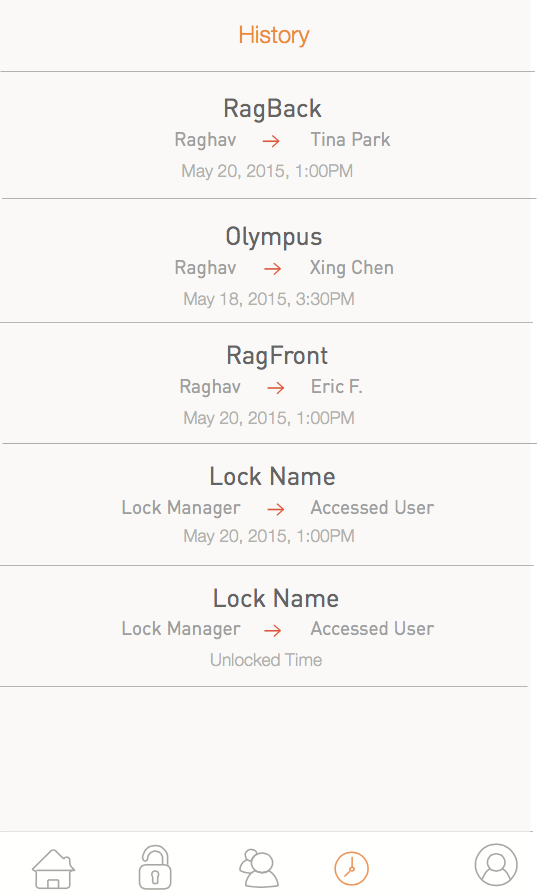 History
RagBack
Raghav → Tina Park
May 20, 2015, 1:00PM
Olympus
Raghav → Xing Chen
May 18, 2015, 3:30PM
RagFront
Raghav → Eric F.
May 20, 2015, 1:00PM
Lock Name
Lock Manager → Accessed User
May 20, 2015, 1:00PM
Lock Name
Lock Manager → Accessed User
Unlocked Time